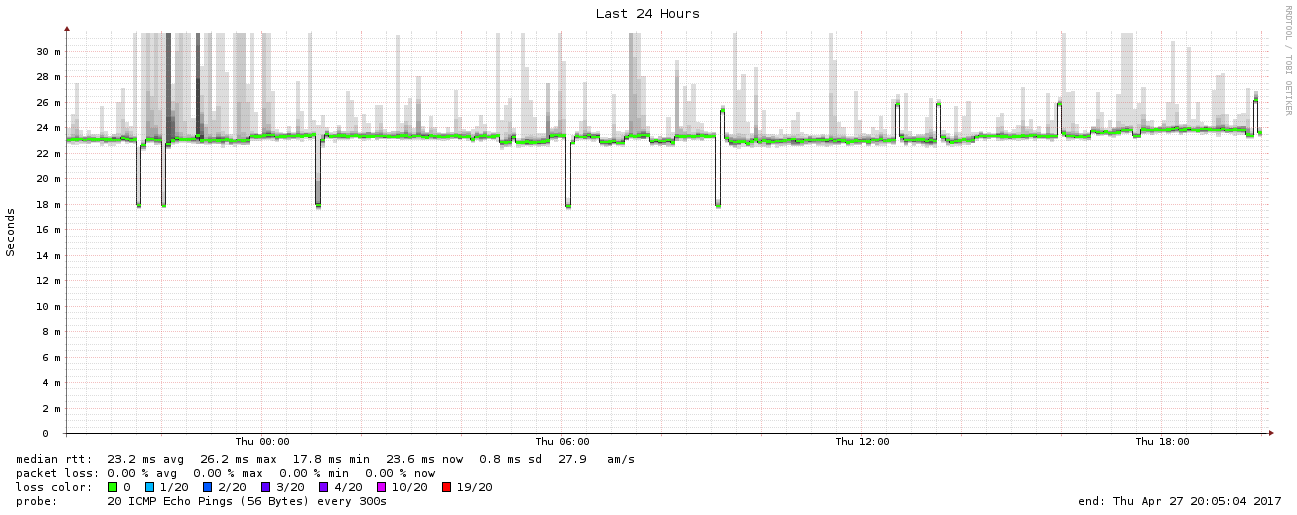 Last 24 Hours
RRDTOOL / TOBI OETIKER
Seconds
30 m
28 m
26 m
24 m
22 m
20 m
18 m
16 m
14 m
12 m
10 m
8 m
6 m
4 m
2 m
0
Thu 00:00 Thu 06:00 Thu 12:00 Thu 18:00
median rtt: 23.2 ms avg 26.2 ms max 17.8 ms min 23.6 ms now 0.8 ms sd 27.9 am/s
packet loss: 0.00 % avg 0.00 % max 0.00 % min 0.00 % now
loss color: 0 1/20 2/20 3/20 4/20 10/20 19/20
probe: 20 ICMP Echo Pings (56 Bytes) every 300s end: Thu Apr 27 20:05:04 2017